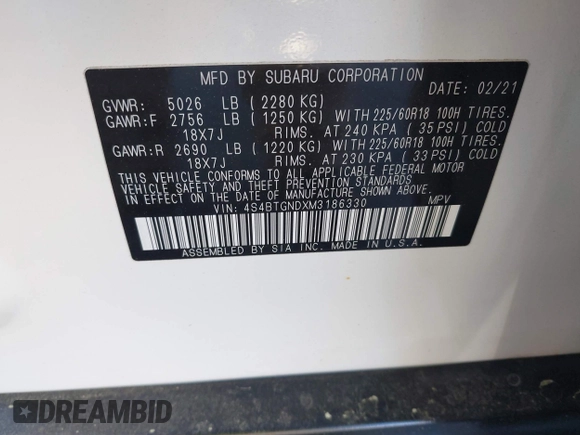 MFD BY SUBARU CORPORATION
DATE: 02/21
GVWR: 5026 LB (2280 KG)
GAWR:F 2756 LB (1250 KG) WITH 225/60R18 100H TIRES.
18X7J RIMS. AT 240 KPA (35 PSI) COLD
GAWR:R 2690 LB (1220 KG) WITH 225/60R18 100H TIRES.
18X7J RIMS. AT 230 KPA (33 PSI) COLD
THIS VEHICLE CONFORMS TO ALL APPLICABLE FEDERAL MOTOR
VEHICLE SAFETY AND THEFT PREVENTION STANDARDS
IN EFFECT ON THE DATE OF MANUFACTURE SHOWN ABOVE.
VIN: 4S4BTGNDXM3186330 MPV
ASSEMBLED BY SIA INC. MADE IN U.S.A.
DREAMBID